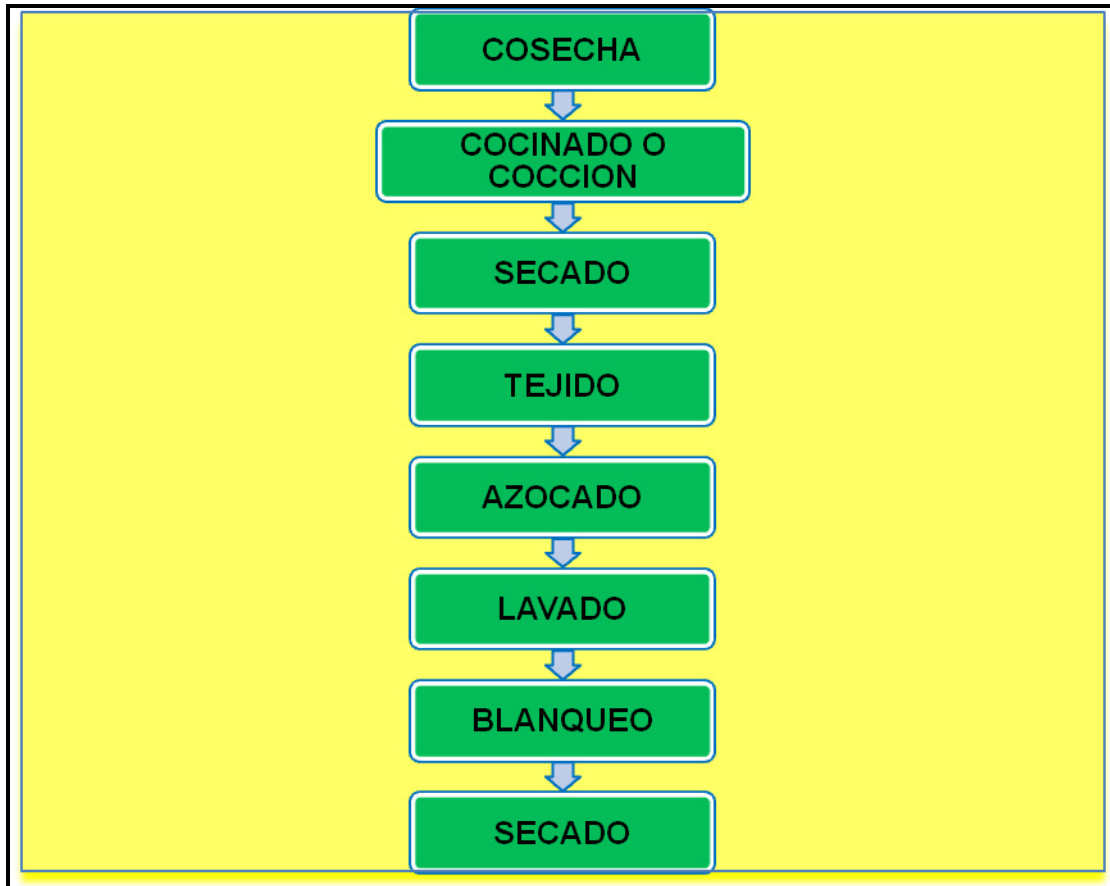 COSECHA
COCINADO O
COCCION
SECADO
TEJIDO
AZOCADO
LAVADO
BLANQUEO
SECADO